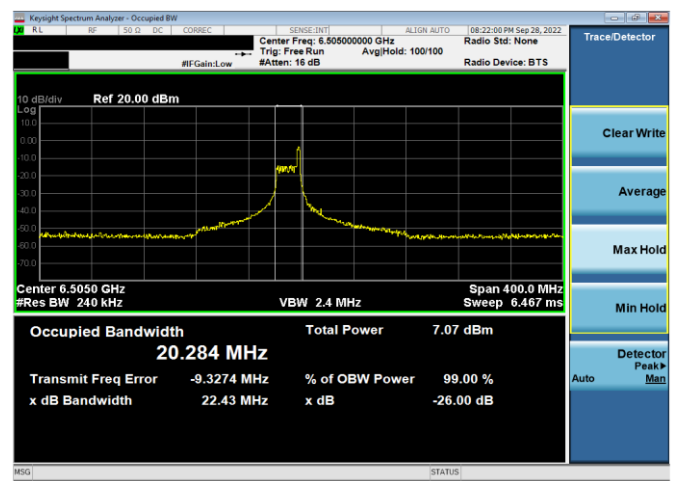 Keysight Spectrum Analyzer - Occupied BW
LXI RL RF 50 Ω DC CORREC SENSE:INT ALIGN AUTO 08:22:00 PM Sep 28, 2022
Center Freq: 6.505000000 GHz Radio Std: None
Trig: Free Run Avg|Hold: 100/100
#IFGain:Low #Atten: 16 dB Radio Device: BTS
Trace/Detector
10 dB/div Ref 20.00 dBm
Log
10.0
0.00
-10.0
-20.0
-30.0
-40.0
-50.0
-60.0
-70.0
Center 6.5050 GHz Span 400.0 MHz
#Res BW 240 kHz VBW 2.4 MHz Sweep 6.467 ms
Occupied Bandwidth Total Power 7.07 dBm
20.284 MHz
Transmit Freq Error -9.3274 MHz % of OBW Power 99.00 %
x dB Bandwidth 22.43 MHz x dB -26.00 dB
Clear Write
Average
Max Hold
Min Hold
Detector
Peak▶
Auto Man
MSG STATUS